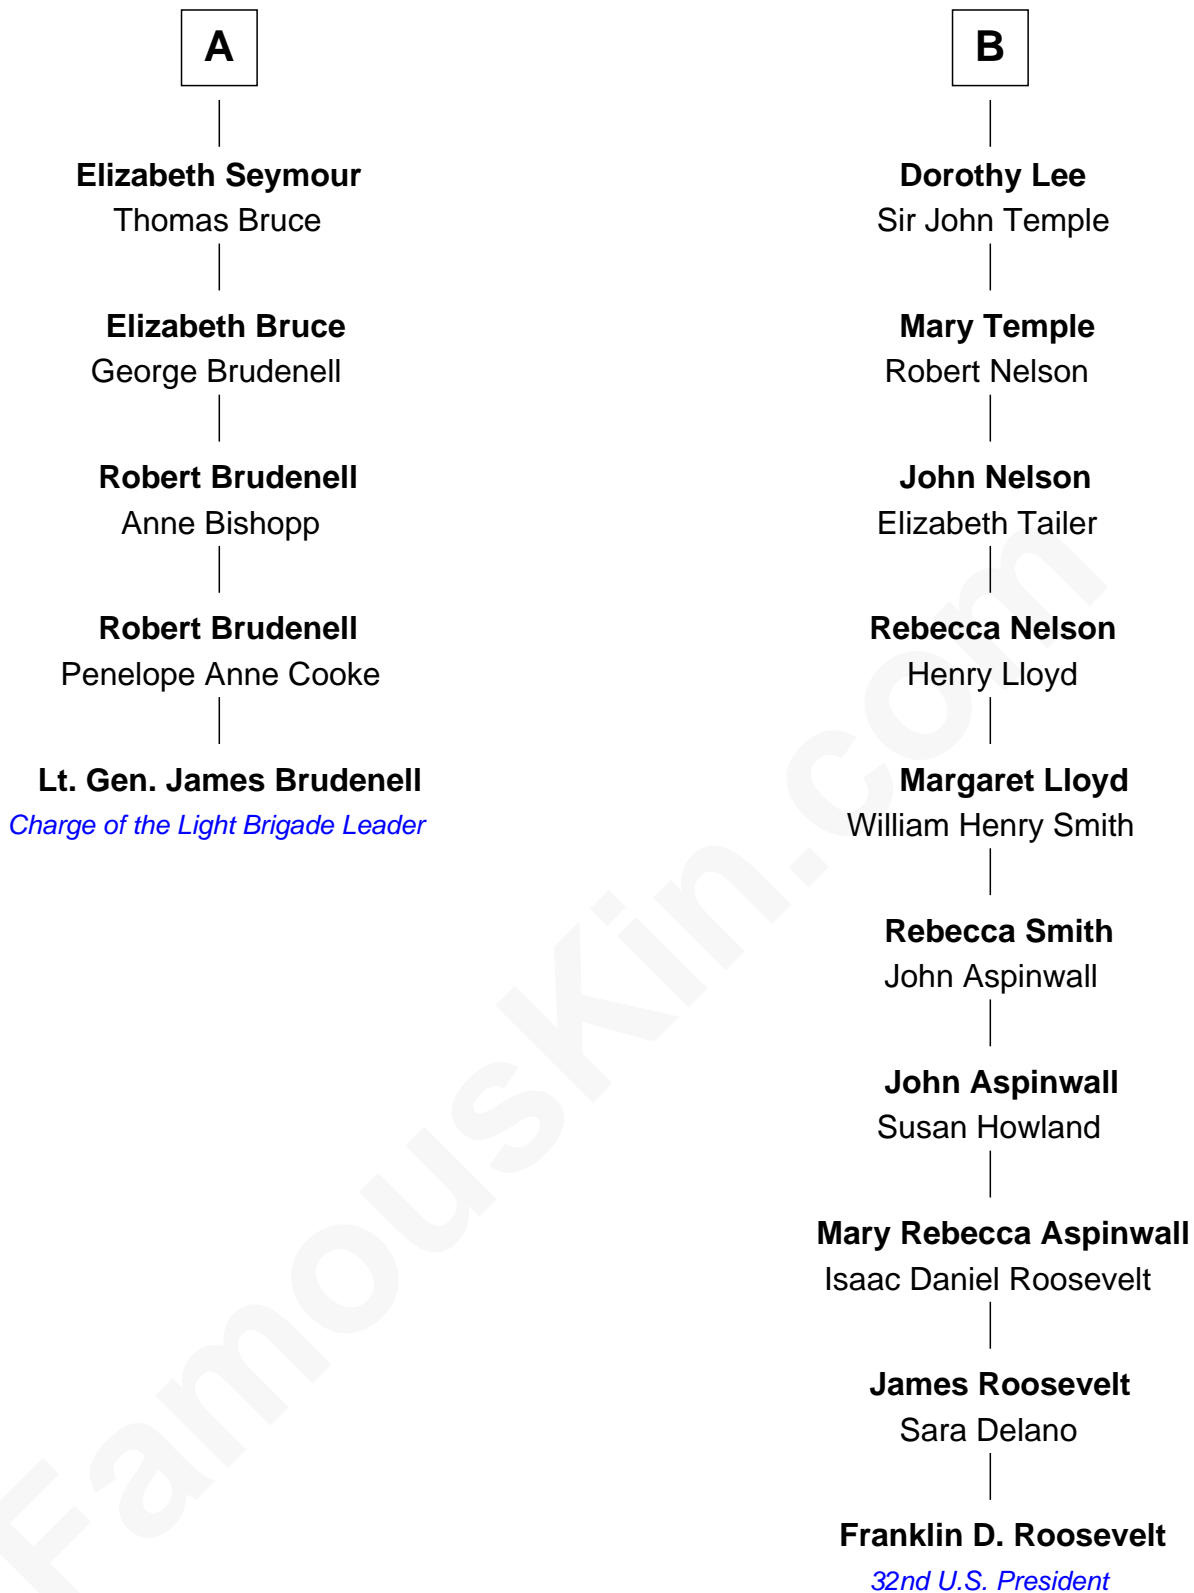 A
Elizabeth Seymour
Thomas Bruce
Elizabeth Bruce
George Brudenell
Robert Brudenell
Anne Bishopp
Robert Brudenell
Penelope Anne Cooke
Lt. Gen. James Brudenell
Charge of the Light Brigade Leader
B
Dorothy Lee
Sir John Temple
Mary Temple
Robert Nelson
John Nelson
Elizabeth Tailer
Rebecca Nelson
Henry Lloyd
Margaret Lloyd
William Henry Smith
Rebecca Smith
John Aspinwall
John Aspinwall
Susan Howland
Mary Rebecca Aspinwall
Isaac Daniel Roosevelt
James Roosevelt
Sara Delano
Franklin D. Roosevelt
32nd U.S. President
FamousKin.com